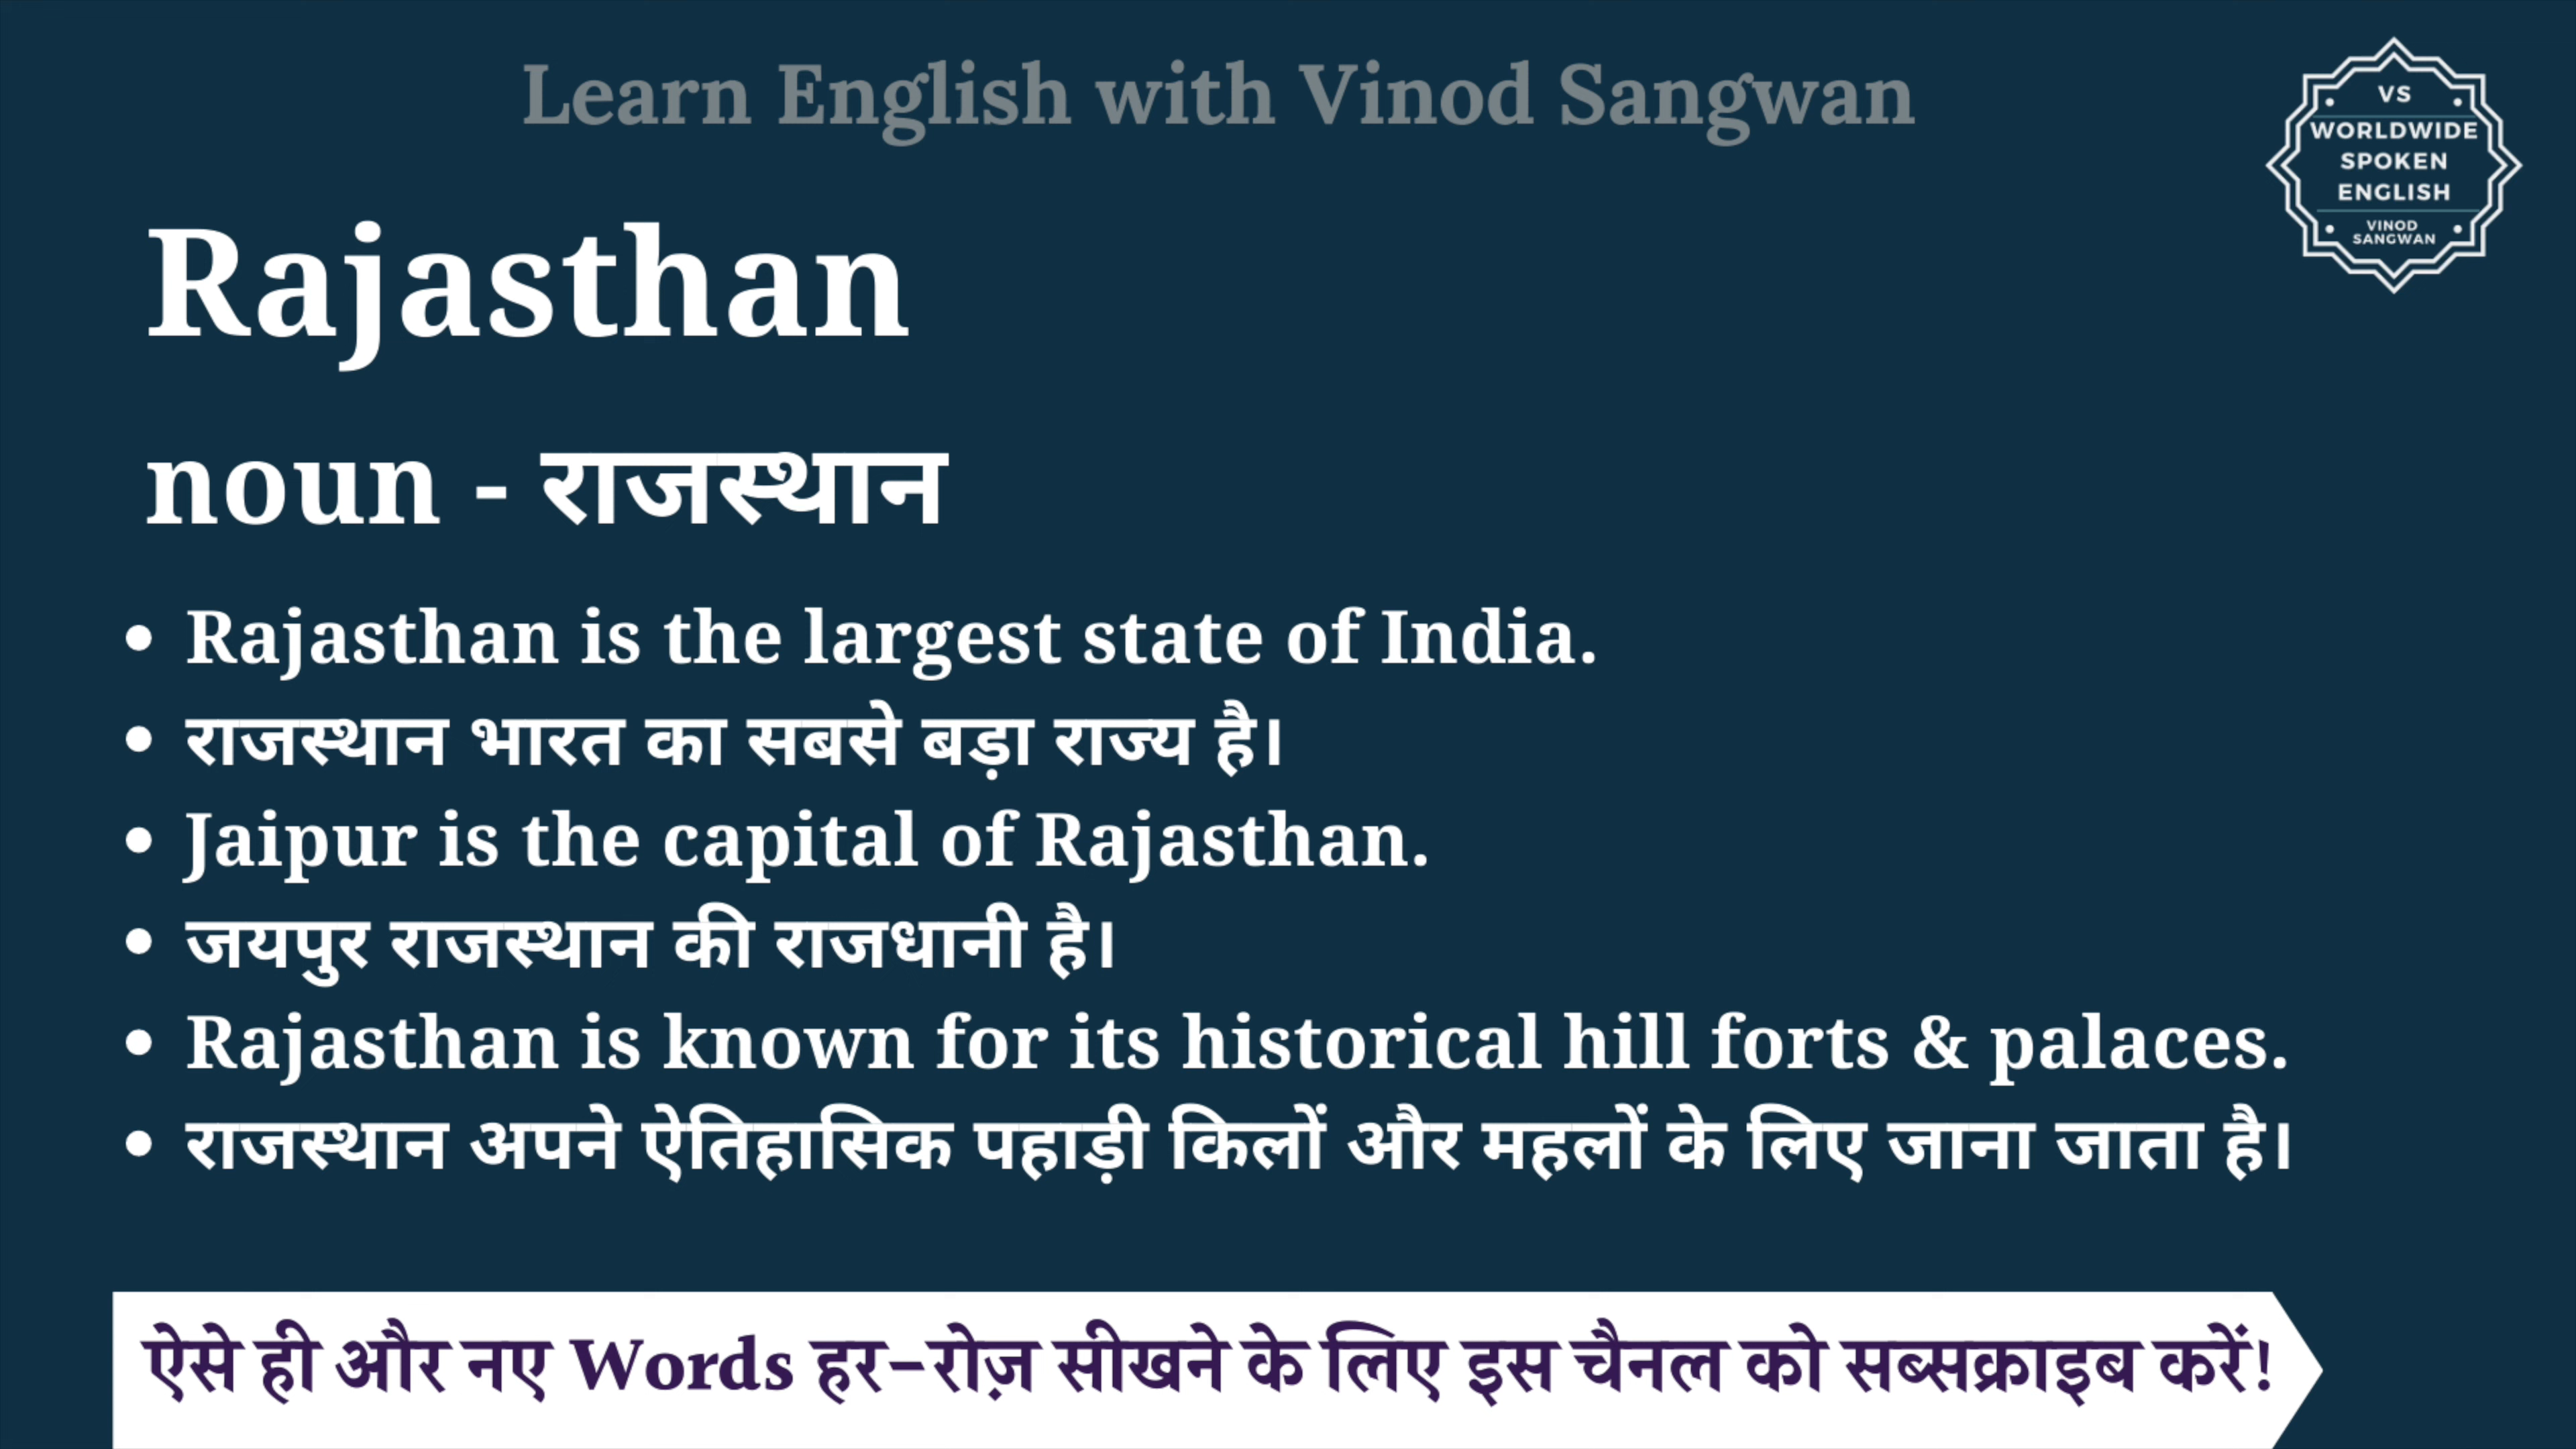 Learn English with Vinod Sangwan
VS
WORLDWIDE
SPOKEN
ENGLISH
VINOD
SANGWAN
Rajasthan
noun - राजस्थान
• Rajasthan is the largest state of India.
• राजस्थान भारत का सबसे बड़ा राज्य है।
• Jaipur is the capital of Rajasthan.
• जयपुर राजस्थान की राजधानी है।
• Rajasthan is known for its historical hill forts & palaces.
• राजस्थान अपने ऐतिहासिक पहाड़ी किलों और महलों के लिए जाना जाता है।
ऐसे ही और नए Words हर-रोज़ सीखने के लिए इस चैनल को सब्सक्राइब करें!